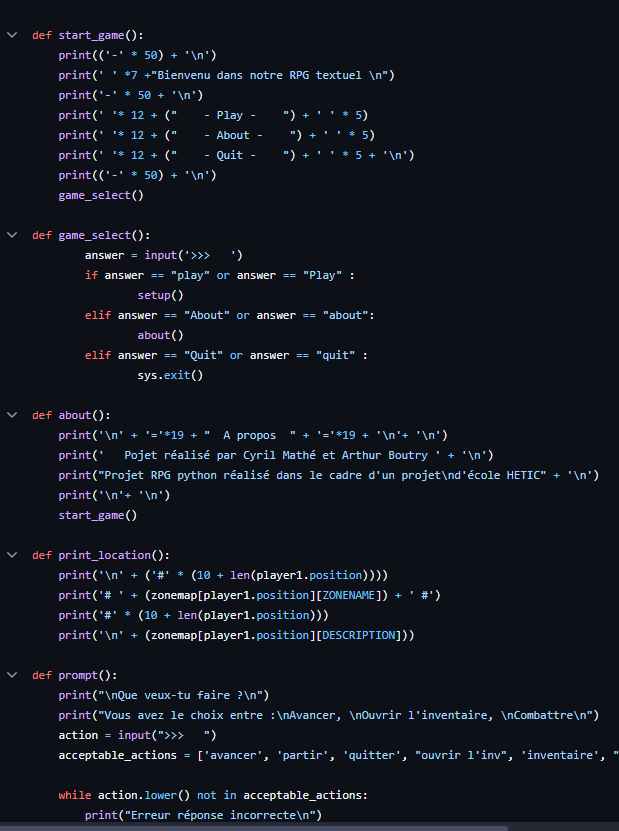 def start_game():
    print(('-' * 50) + '\n')
    print(' ' *7 +"Bienvenu dans notre RPG textuel \n")
    print('-' * 50 + '\n')
    print(' '* 12 + ("    - Play -    ") + ' ' * 5)
    print(' '* 12 + ("    - About -    ") + ' ' * 5)
    print(' '* 12 + ("    - Quit -    ") + ' ' * 5 + '\n')
    print(('-' * 50) + '\n')
    game_select()

def game_select():
        answer = input('>>>   ')
        if answer == "play" or answer == "Play" :
                setup()
        elif answer == "About" or answer == "about":
                about()
        elif answer == "Quit" or answer == "quit" :
                sys.exit()

def about():
    print('\n' + '='*19 + "  A propos  " + '='*19 + '\n'+ '\n')
    print('   Pojet réalisé par Cyril Mathé et Arthur Boutry ' + '\n')
    print("Projet RPG python réalisé dans le cadre d'un projet\nd'école HETIC" + '\n')
    print('\n'+ '\n')
    start_game()

def print_location():
    print('\n' + ('#' * (10 + len(player1.position))))
    print('# ' + (zonemap[player1.position][ZONENAME]) + ' #')
    print('#' * (10 + len(player1.position)))
    print('\n' + (zonemap[player1.position][DESCRIPTION]))

def prompt():
    print("\nQue veux-tu faire ?\n")
    print("Vous avez le choix entre :\nAvancer, \nOuvrir l'inventaire, \nCombattre\n")
    action = input(">>>   ")
    acceptable_actions = ['avancer', 'partir', 'quitter', "ouvrir l'inv", 'inventaire', "

    while action.lower() not in acceptable_actions:
        print("Erreur réponse incorrecte\n")